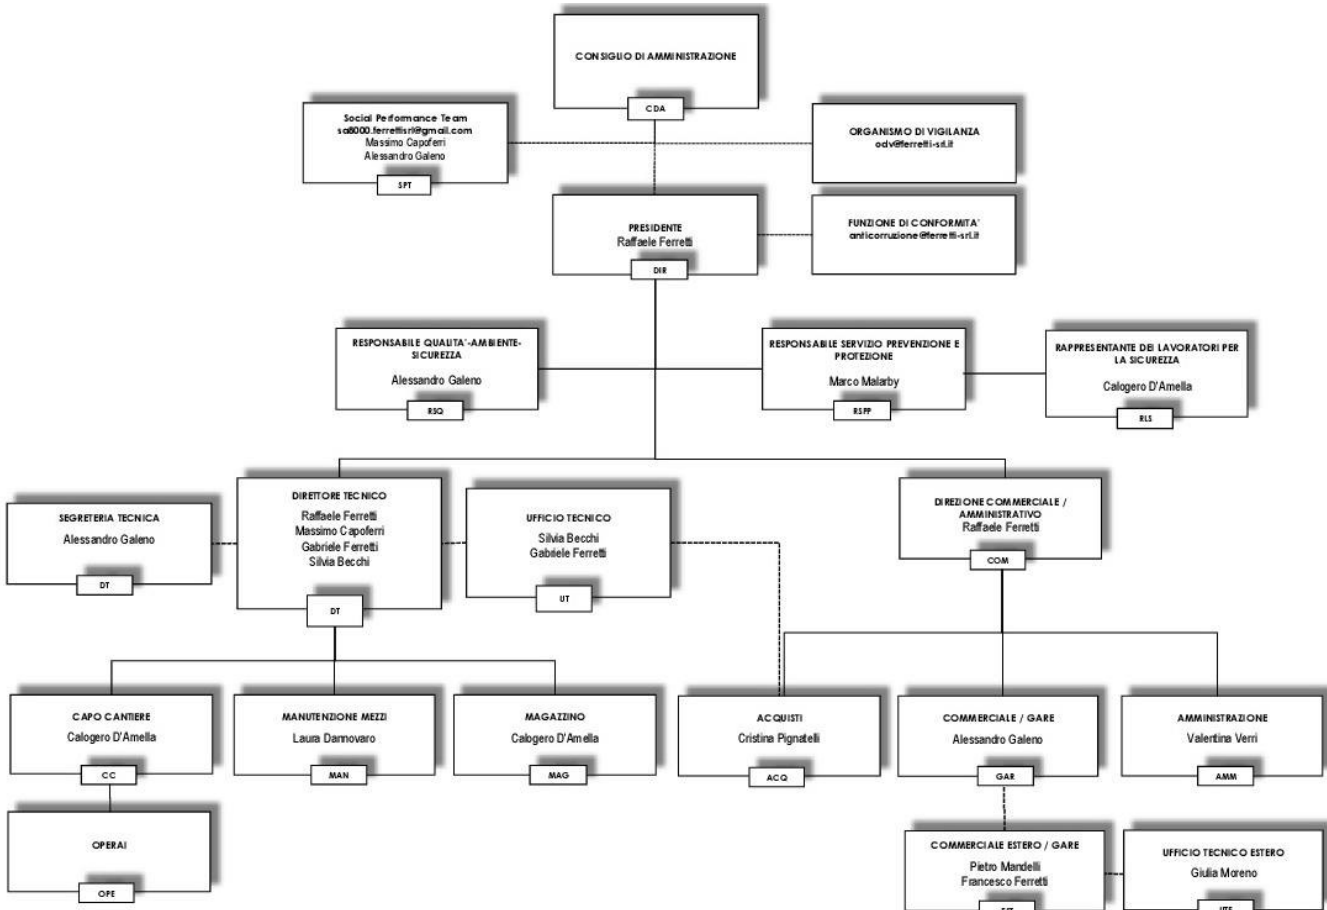 CONSIGLIO DI AMMINISTRAZIONE
CDA
Social Performance Team
sa8000.ferrettisrl@gmail.com
Massimo Capoferri
Alessandro Galeno
SPT
ORGANISMO DI VIGILANZA
odv@ferretti-srl.it
PRESIDENTE
Raffaele Ferretti
DIR
FUNZIONE DI CONFORMITA'
anticorruzione@ferretti-srl.it
RESPONSABILE QUALITA'-AMBIENTE-
SICUREZZA
Alessandro Galeno
RSQ
RESPONSABILE SERVIZIO PREVENZIONE E
PROTEZIONE
Marco Malarby
RSPP
RAPPRESENTANTE DEI LAVORATORI PER
LA SICUREZZA
Calogero D'Amella
RLS
SEGRETERIA TECNICA
Alessandro Galeno
DT
DIRETTORE TECNICO
Raffaele Ferretti
Massimo Capoferri
Gabriele Ferretti
Silvia Becchi
DT
UFFICIO TECNICO
Silvia Becchi
Gabriele Ferretti
UT
DIREZIONE COMMERCIALE /
AMMINISTRATIVO
Raffaele Ferretti
COM
CAPO CANTIERE
Calogero D'Amella
CC
MANUTENZIONE MEZZI
Laura Dannovaro
MAN
MAGAZZINO
Calogero D'Amella
MAG
ACQUISTI
Cristina Pignatelli
ACQ
COMMERCIALE / GARE
Alessandro Galeno
GAR
AMMINISTRAZIONE
Valentina Verri
AMM
OPERAI
OPE
COMMERCIALE ESTERO / GARE
Pietro Mandelli
Francesco Ferretti
UFFICIO TECNICO ESTERO
Giulia Moreno